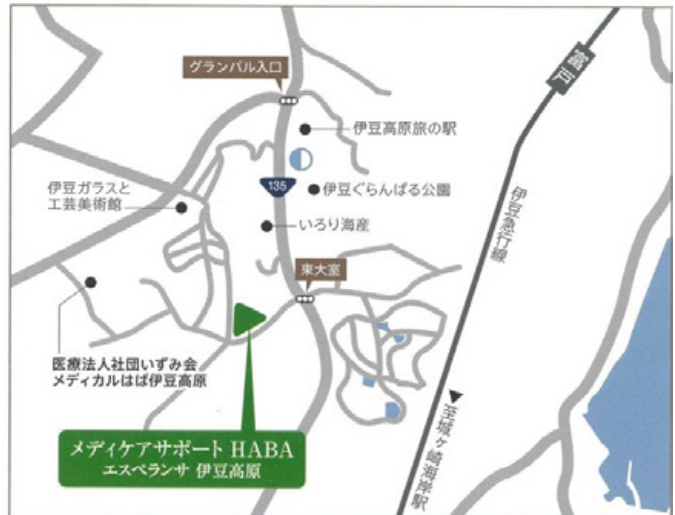 富戸
グランパル入口
伊豆高原旅の駅
135
伊豆ぐらんぱる公園
伊豆ガラスと
工芸美術館
伊豆急行線
いろり海産
東大室
医療法人社団いずみ会
メディカルはば伊豆高原
メディケアサポート HABA
エスペランサ 伊豆高原
至城ヶ崎海岸駅